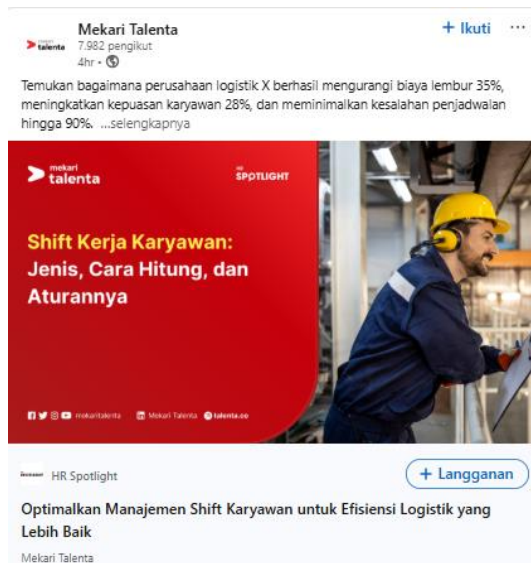 Mekari Talenta
+ Ikuti
7.982 pengikut
4hr •
Temukan bagaimana perusahaan logistik X berhasil mengurangi biaya lembur 35%,
meningkatkan kepuasan karyawan 28%, dan meminimalkan kesalahan penjadwalan
hingga 90%. ...selengkapnya
mekari
talenta
HR
SPOTLIGHT
Shift Kerja Karyawan:
Jenis, Cara Hitung, dan
Aturannya
mekaritalenta
Mekari Talenta
talenta.co
HR Spotlight
+ Langganan
Optimalkan Manajemen Shift Karyawan untuk Efisiensi Logistik yang
Lebih Baik
Mekari Talenta